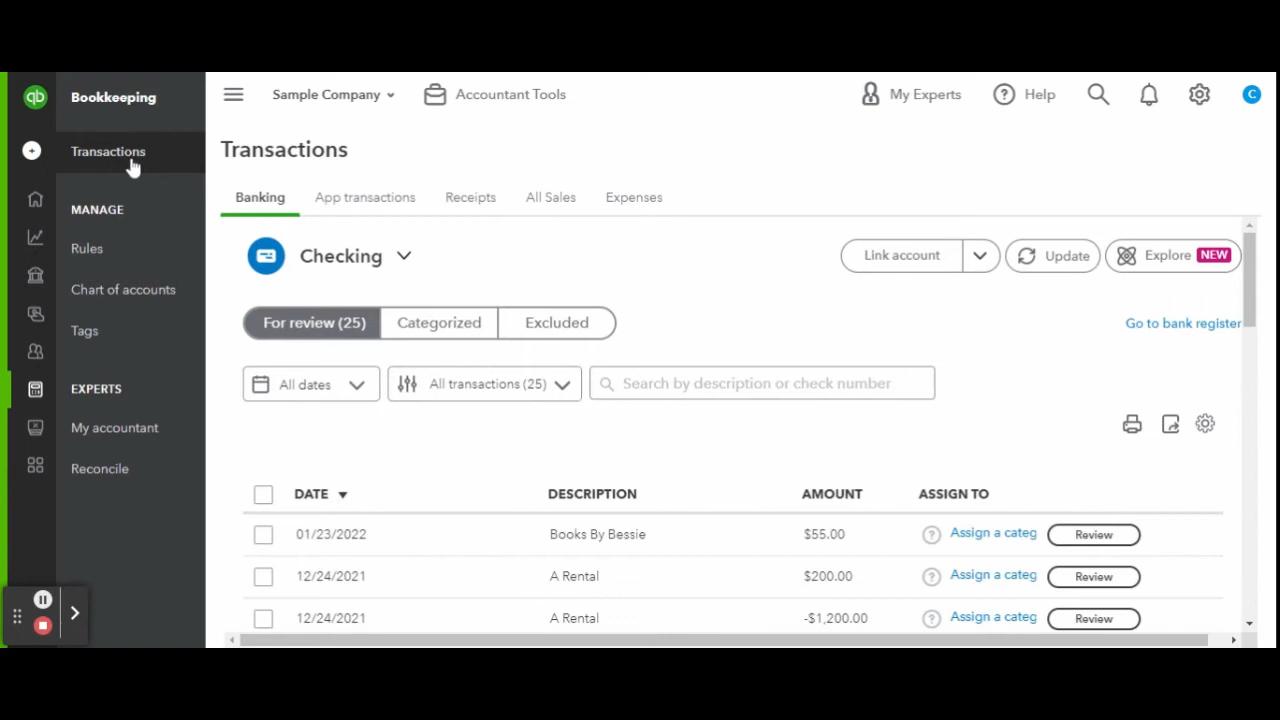 qb
Bookkeeping
Sample Company
Accountant Tools
My Experts
Help
C
Transactions
MANAGE
Rules
Chart of accounts
Tags
EXPERTS
My accountant
Reconcile
Transactions
Banking
App transactions
Receipts
All Sales
Expenses
Checking
Link account
Update
Explore NEW
For review (25)
Categorized
Excluded
Go to bank register
All dates
All transactions (25)
Search by description or check number
DATE
DESCRIPTION
AMOUNT
ASSIGN TO
01/23/2022 Books By Bessie $55.00 ? Assign a categ Review
12/24/2021 A Rental $200.00 ? Assign a categ Review
12/24/2021 A Rental -$1,200.00 ? Assign a categ Review